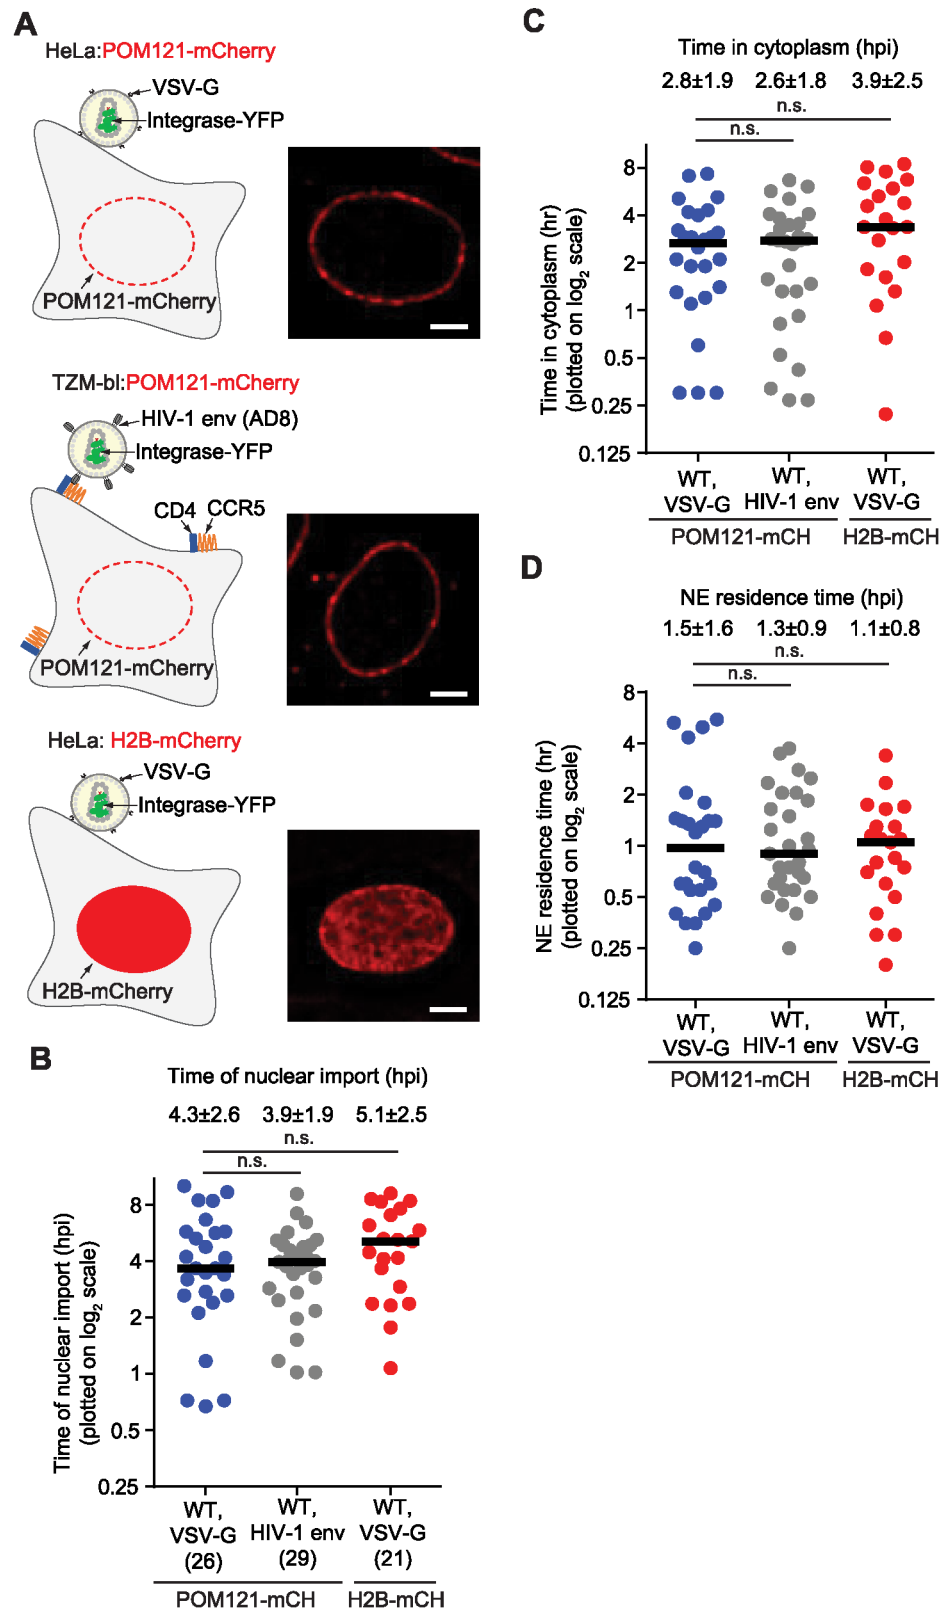 A
HeLa:POM121-mCherry
VSV-G
Integrase-YFP
POM121-mCherry
TZM-bl:POM121-mCherry
HIV-1 env (AD8)
Integrase-YFP
CD4 CCR5
POM121-mCherry
HeLa: H2B-mCherry
VSV-G
Integrase-YFP
H2B-mCherry
B
Time of nuclear import (hpi)
4.3±2.6 3.9±1.9 5.1±2.5
n.s.
n.s.
Time of nuclear import (hpi)
(plotted on log2 scale)
8
4
2
1
0.5
0.25
WT, WT, WT,
VSV-G HIV-1 env VSV-G
(26) (29) (21)
POM121-mCH H2B-mCH
C
Time in cytoplasm (hpi)
2.8±1.9 2.6±1.8 3.9±2.5
n.s.
n.s.
Time in cytoplasm (hr)
(plotted on log2 scale)
8
4
2
1
0.5
0.25
0.125
WT, WT, WT,
VSV-G HIV-1 env VSV-G
POM121-mCH H2B-mCH
D
NE residence time (hpi)
1.5±1.6 1.3±0.9 1.1±0.8
n.s.
n.s.
NE residence time (hr)
(plotted on log2 scale)
8
4
2
1
0.5
0.25
0.125
WT, WT, WT,
VSV-G HIV-1 env VSV-G
POM121-mCH H2B-mCH